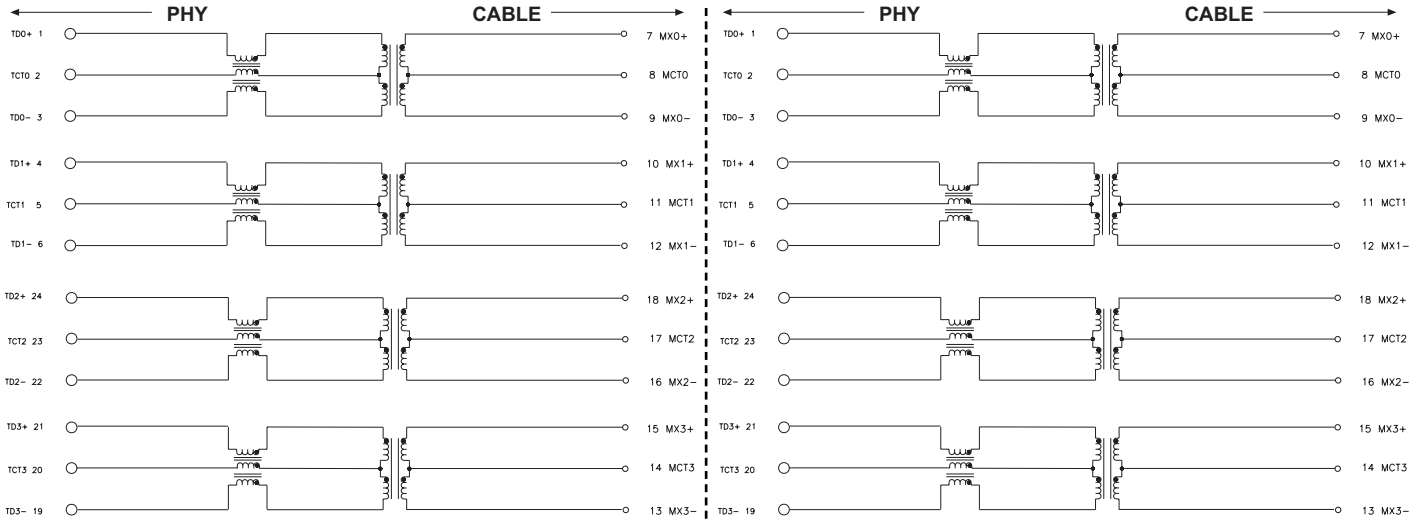 PHY CABLE
TD0+ 1 7 MX0+
TCT0 2 8 MCT0
TD0- 3 9 MX0-
TD1+ 4 10 MX1+
TCT1 5 11 MCT1
TD1- 6 12 MX1-
TD2+ 24 18 MX2+
TCT2 23 17 MCT2
TD2- 22 16 MX2-
TD3+ 21 15 MX3+
TCT3 20 14 MCT3
TD3- 19 13 MX3-
PHY CABLE
TD0+ 1 7 MX0+
TCT0 2 8 MCT0
TD0- 3 9 MX0-
TD1+ 4 10 MX1+
TCT1 5 11 MCT1
TD1- 6 12 MX1-
TD2+ 24 18 MX2+
TCT2 23 17 MCT2
TD2- 22 16 MX2-
TD3+ 21 15 MX3+
TCT3 20 14 MCT3
TD3- 19 13 MX3-